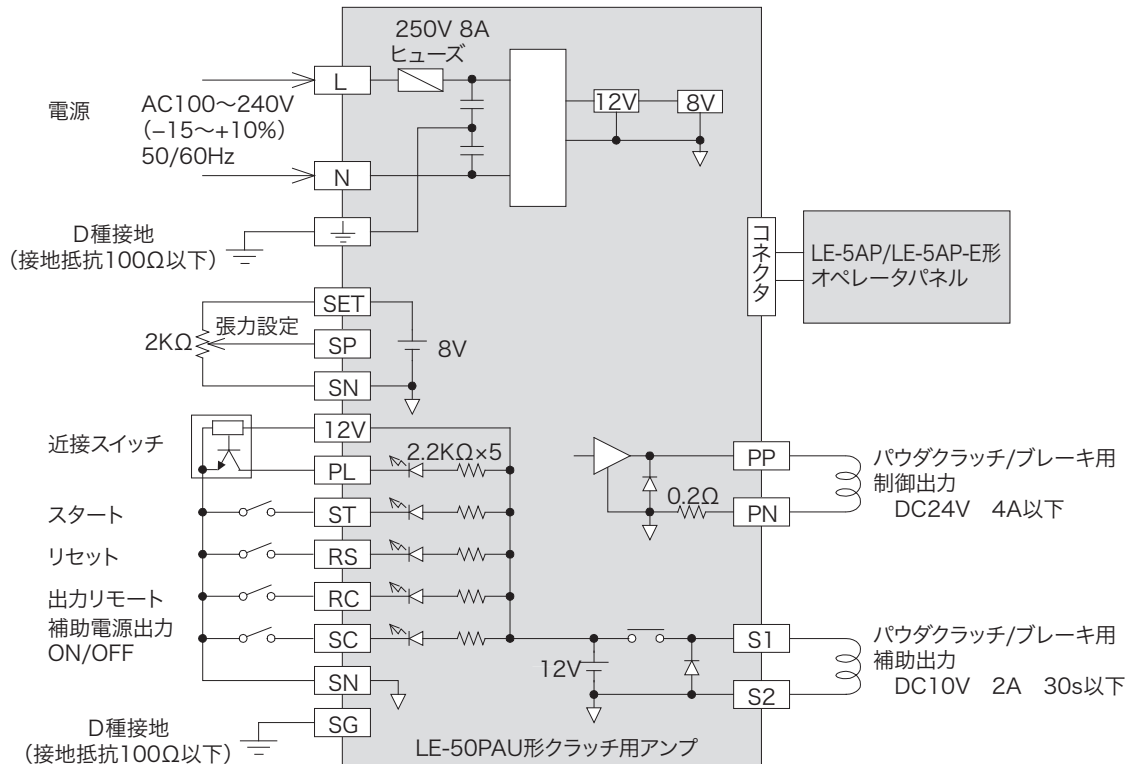 250V 8A
ヒューズ
L
電源
AC100～240V
（−15～+10%）
50/60Hz
N
12V
8V
D種接地
（接地抵抗100Ω以下）
コネクタ
LE-5AP/LE-5AP-E形
オペレータパネル
SET
張力設定
2KΩ
SP
8V
SN
近接スイッチ
12V
2.2KΩ×5
PL
スタート
ST
リセット
RS
出力リモート
RC
補助電源出力
ON/OFF
SC
SN
D種接地
（接地抵抗100Ω以下）
SG
PP
0.2Ω
PN
パウダクラッチ/ブレーキ用
制御出力
DC24V　4A以下
12V
S1
S2
パウダクラッチ/ブレーキ用
補助出力
DC10V　2A　30s以下
LE-50PAU形クラッチ用アンプ